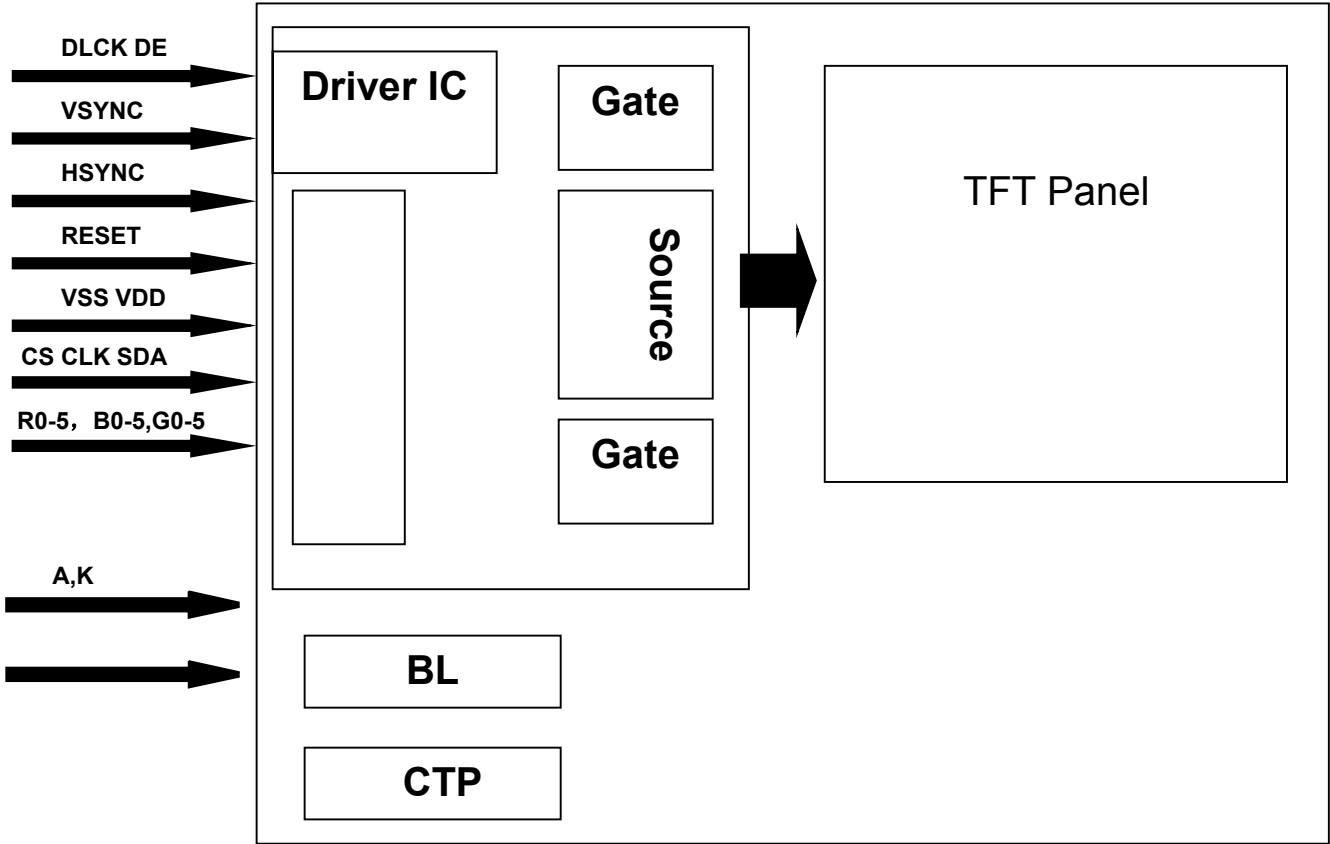 DLCK DE
VSYNC
HSYNC
RESET
VSS VDD
CS CLK SDA
R0-5，B0-5,G0-5
A,K
Driver IC
Gate
Source
Gate
TFT Panel
BL
CTP